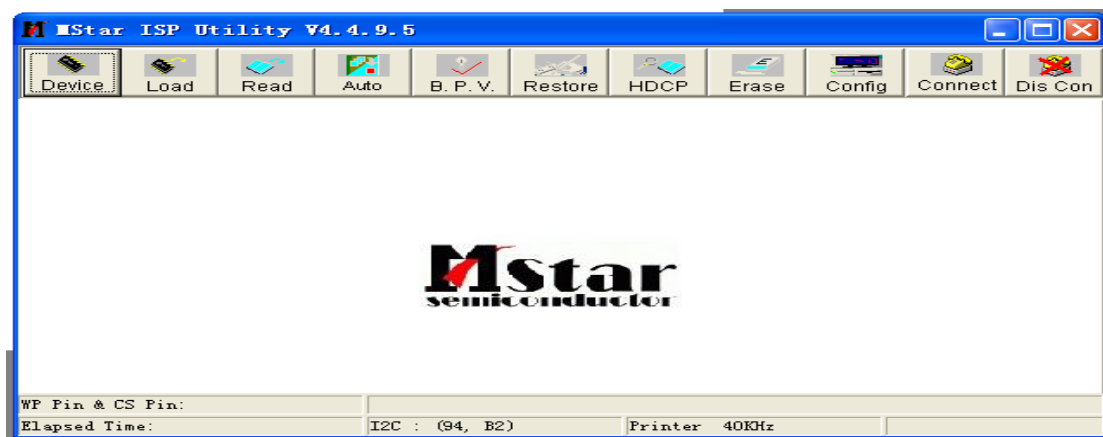 MStar ISP Utility V4.4.9.5
Device Load Read Auto B.P.V. Restore HDCP Erase Config Connect Dis Con
MStar
semiconductor
WP Pin & CS Pin:
Elapsed Time: I2C : (94, B2) Printer 40KHz